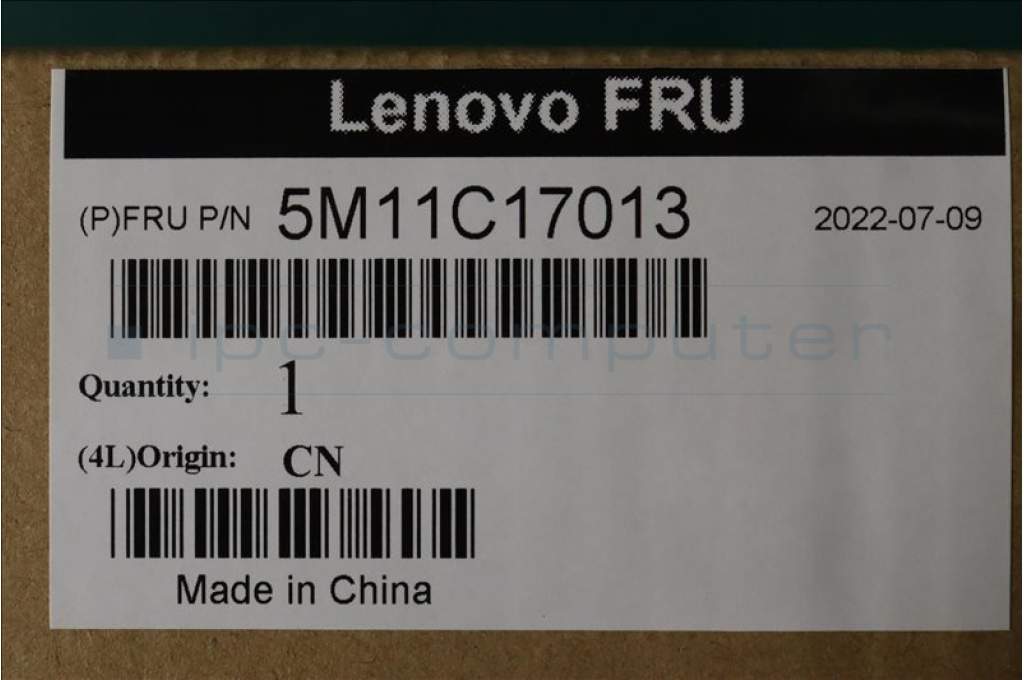 Lenovo FRU
(P)FRU P/N 5M11C17013 2022-07-09
ipc-computer
Quantity: 1
(4L)Origin: CN
Made in China